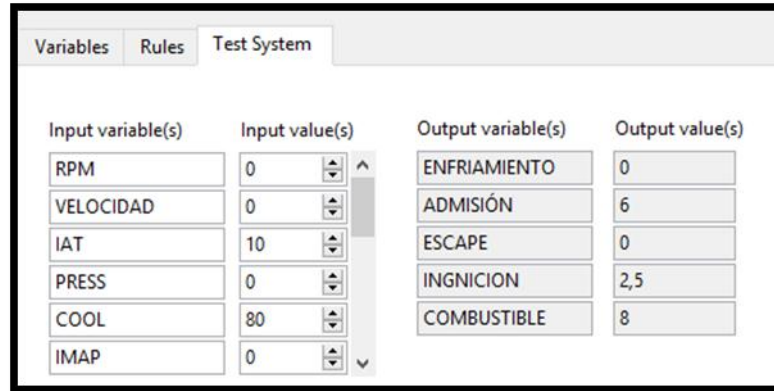 Variables Rules Test System
Input variable(s) Input value(s) Output variable(s) Output value(s)
RPM 0 ENFRIAMIENTO 0
VELOCIDAD 0 ADMISIÓN 6
IAT 10 ESCAPE 0
PRESS 0 INGNICION 2,5
COOL 80 COMBUSTIBLE 8
IMAP 0